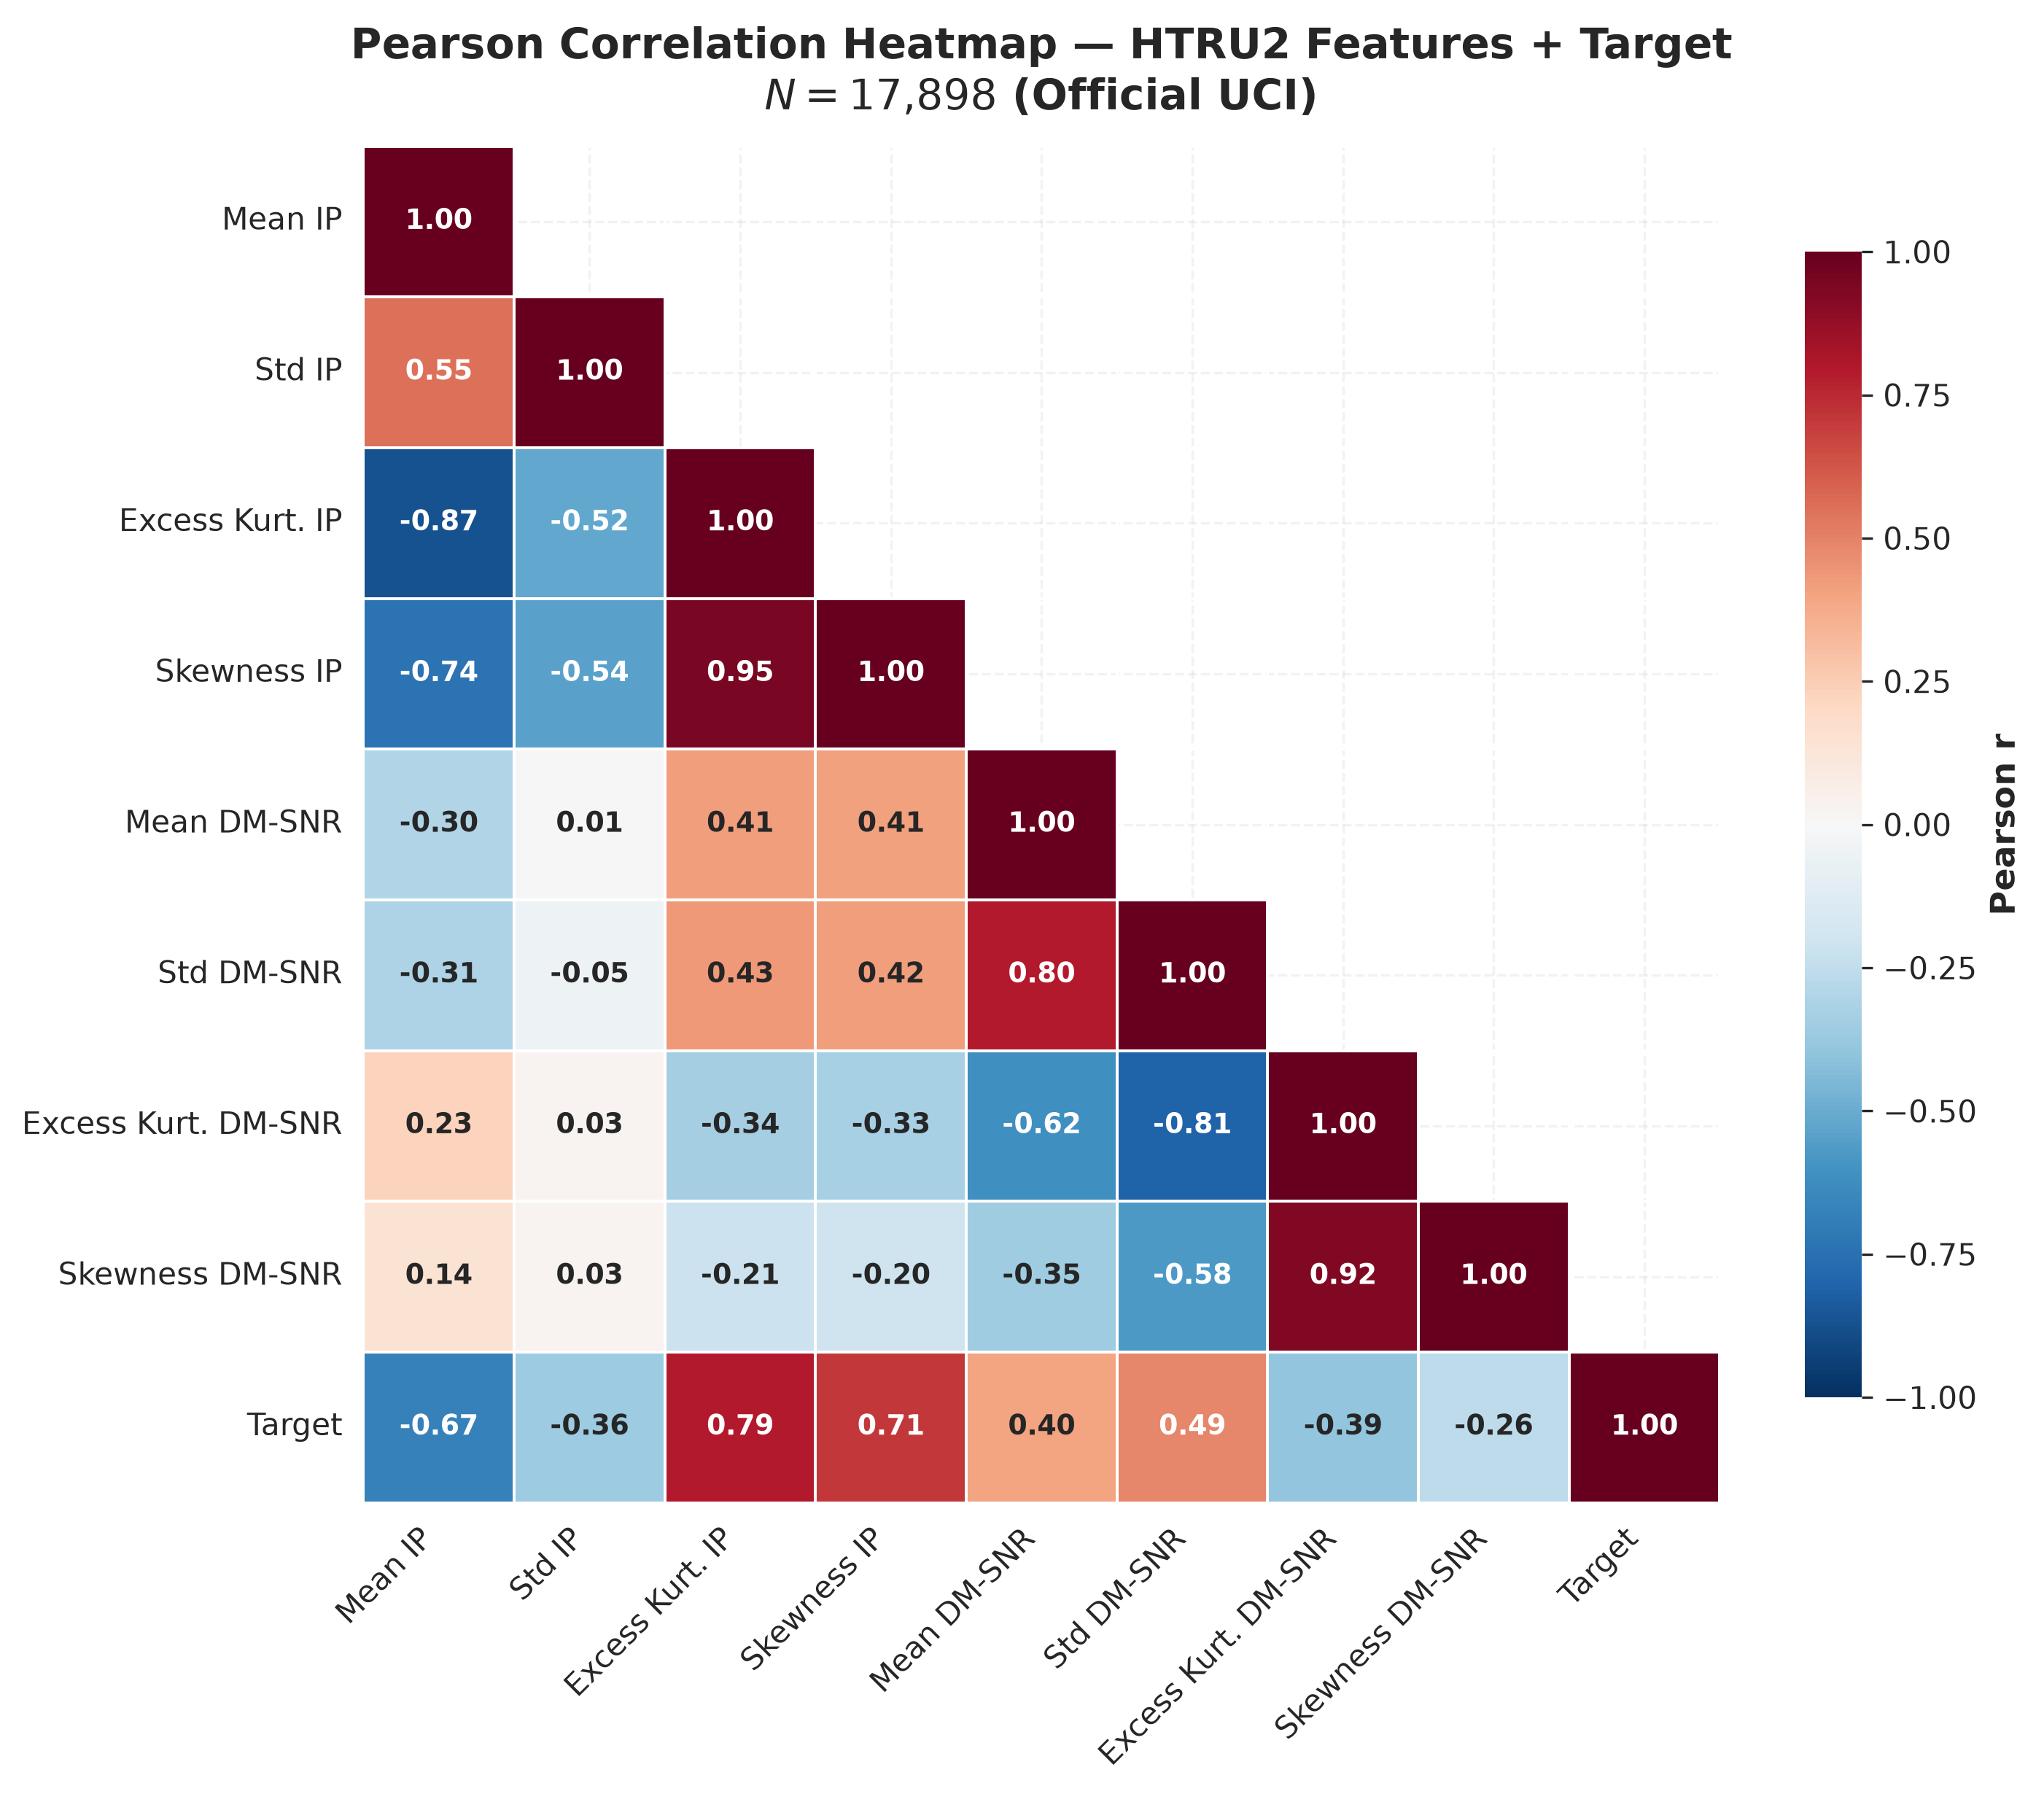 Pearson Correlation Heatmap — HTRU2 Features + Target
N = 17,898 (Official UCI)
Mean IP 1.00
Std IP 0.55 1.00
Excess Kurt. IP -0.87 -0.52 1.00
Skewness IP -0.74 -0.54 0.95 1.00
Mean DM-SNR -0.30 0.01 0.41 0.41 1.00
Std DM-SNR -0.31 -0.05 0.43 0.42 0.80 1.00
Excess Kurt. DM-SNR 0.23 0.03 -0.34 -0.33 -0.62 -0.81 1.00
Skewness DM-SNR 0.14 0.03 -0.21 -0.20 -0.35 -0.58 0.92 1.00
Target -0.67 -0.36 0.79 0.71 0.40 0.49 -0.39 -0.26 1.00
Mean IP
Std IP
Excess Kurt. IP
Skewness IP
Mean DM-SNR
Std DM-SNR
Excess Kurt. DM-SNR
Skewness DM-SNR
Target
1.00
0.75
0.50
0.25
0.00
−0.25
−0.50
−0.75
−1.00
Pearson r